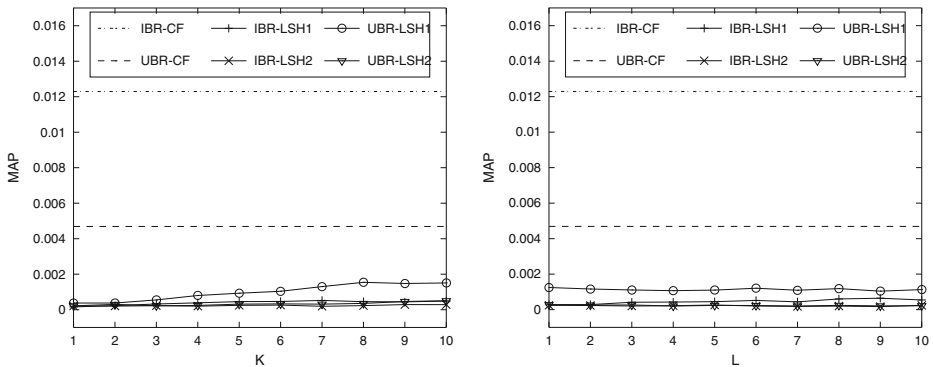 0.016
0.014
0.012
0.01
0.008
0.006
0.004
0.002
0
MAP
IBR-CF
IBR-LSH1
UBR-LSH1
UBR-CF
IBR-LSH2
UBR-LSH2
1 2 3 4 5 6 7 8 9 10
K
0.016
0.014
0.012
0.01
0.008
0.006
0.004
0.002
0
MAP
IBR-CF
IBR-LSH1
UBR-LSH1
UBR-CF
IBR-LSH2
UBR-LSH2
1 2 3 4 5 6 7 8 9 10
L